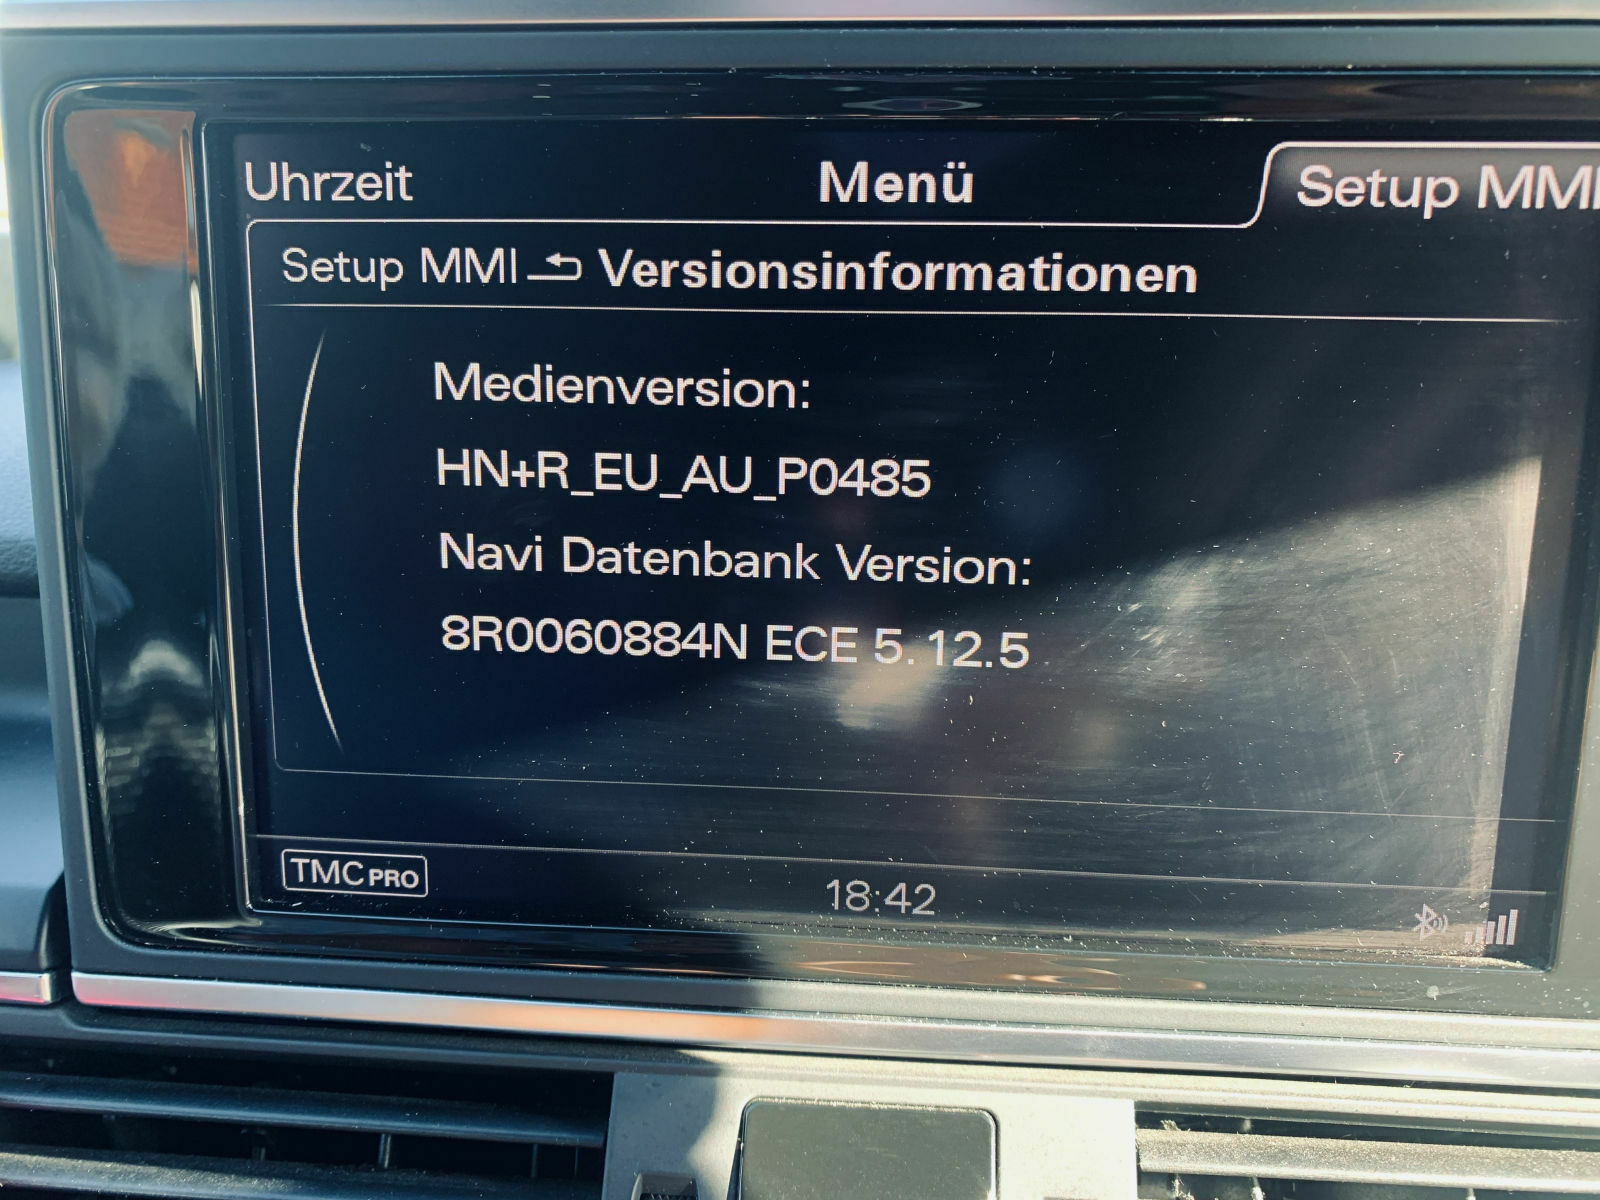 Uhrzeit Menü Setup MMI
Setup MMI Versionsinformationen
Medienversion:
HN+R_EU_AU_P0485
Navi Datenbank Version:
8R0060884N ECE 5.12.5
TMC PRO 18:42